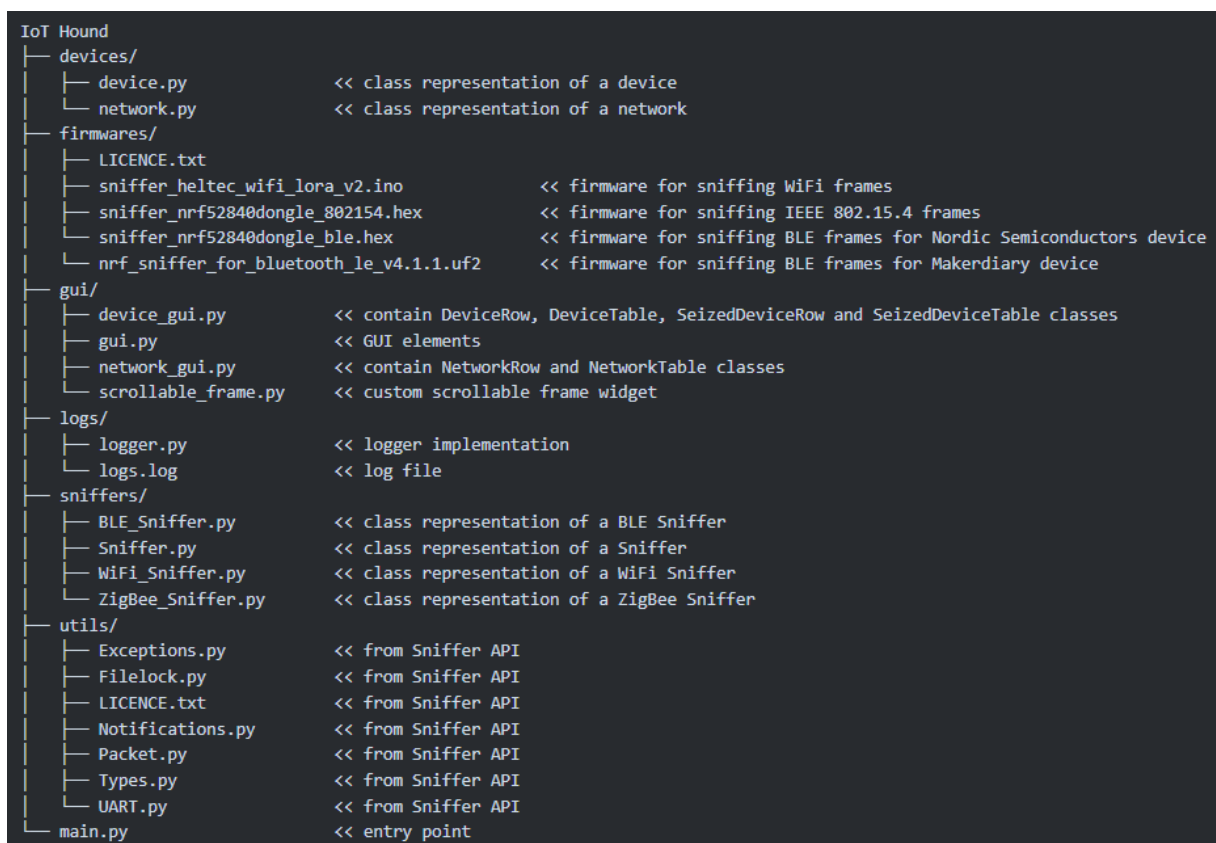 IoT Hound
├── devices/
│   ├── device.py               << class representation of a device
│   └── network.py              << class representation of a network
├── firmwares/
│   ├── LICENCE.txt
│   ├── sniffer_heltec_wifi_lora_v2.ino              << firmware for sniffing WiFi frames
│   ├── sniffer_nrf52840dongle_802154.hex            << firmware for sniffing IEEE 802.15.4 frames
│   └── sniffer_nrf52840dongle_ble.hex               << firmware for sniffing BLE frames for Nordic Semiconductors device
│   └── nrf_sniffer_for_bluetooth_le_v4.1.1.uf2      << firmware for sniffing BLE frames for Makerdiary device
├── gui/
│   ├── device_gui.py           << contain DeviceRow, DeviceTable, SeizedDeviceRow and SeizedDeviceTable classes
│   ├── gui.py                  << GUI elements
│   ├── network_gui.py          << contain NetworkRow and NetworkTable classes
│   └── scrollable_frame.py     << custom scrollable frame widget
├── logs/
│   ├── logger.py               << logger implementation
│   └── logs.log                << log file
├── sniffers/
│   ├── BLE_Sniffer.py          << class representation of a BLE Sniffer
│   ├── Sniffer.py              << class representation of a Sniffer
│   ├── WiFi_Sniffer.py         << class representation of a WiFi Sniffer
│   └── ZigBee_Sniffer.py       << class representation of a ZigBee Sniffer
├── utils/
│   ├── Exceptions.py           << from Sniffer API
│   ├── Filelock.py             << from Sniffer API
│   ├── LICENCE.txt             << from Sniffer API
│   ├── Notifications.py        << from Sniffer API
│   ├── Packet.py               << from Sniffer API
│   ├── Types.py                << from Sniffer API
│   └── UART.py                 << from Sniffer API
└── main.py                     << entry point